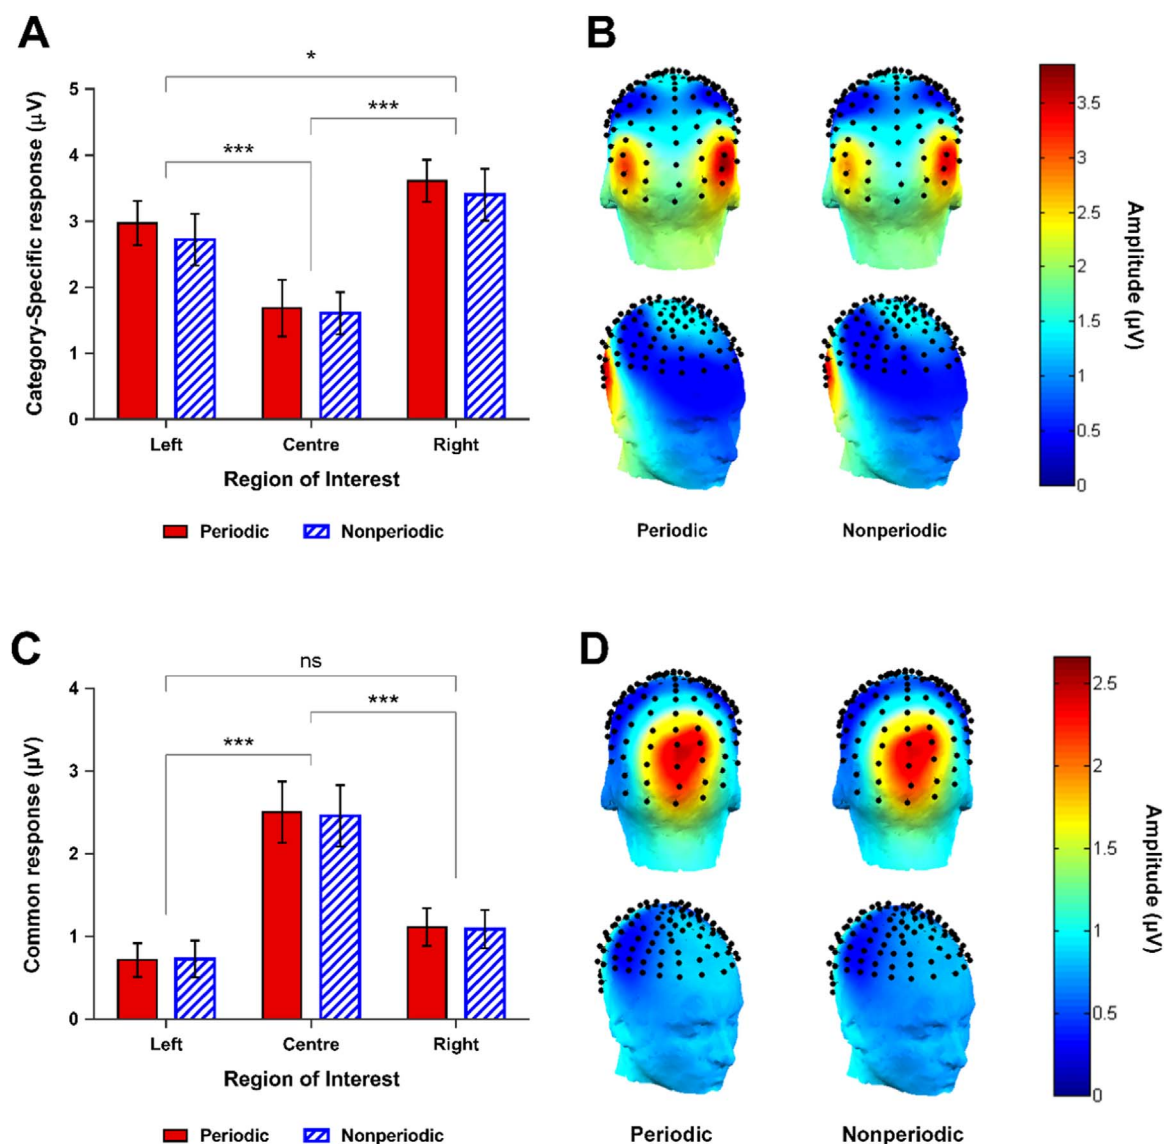 A
B
*
***
***
5
4
3
2
1
0
Category-Specific response (µV)
Left
Centre
Right
Region of Interest
Periodic
Nonperiodic
Periodic
Nonperiodic
3.5
3
2.5
2
1.5
1
0.5
0
Amplitude (µV)
C
D
ns
***
***
4
3
2
1
0
Common response (µV)
Left
Centre
Right
Region of Interest
Periodic
Nonperiodic
Periodic
Nonperiodic
2.5
2
1.5
1
0.5
0
Amplitude (µV)